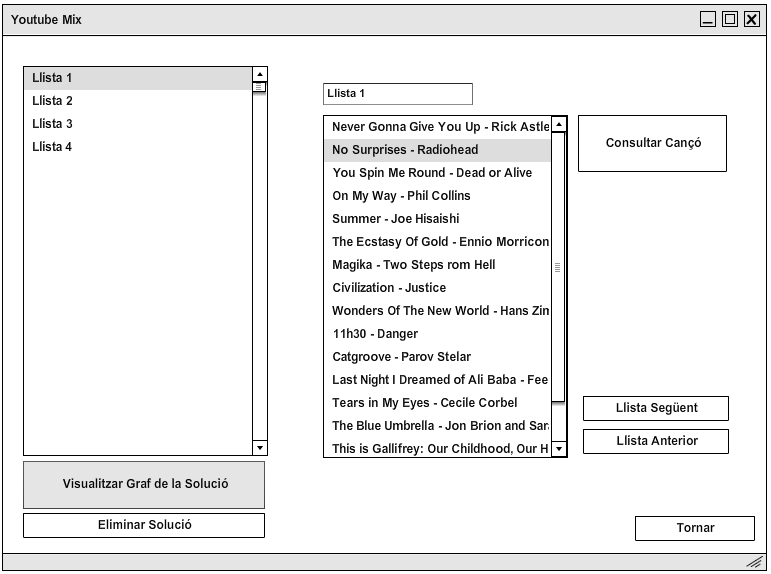 Youtube Mix
Llista 1
Llista 2
Llista 3
Llista 4
Visualitzar Graf de la Solució
Eliminar Solució
Llista 1
Never Gonna Give You Up - Rick Astle
No Surprises - Radiohead
You Spin Me Round - Dead or Alive
On My Way - Phil Collins
Summer - Joe Hisaishi
The Ecstasy Of Gold - Ennio Morricon
Magika - Two Steps rom Hell
Civilization - Justice
Wonders Of The New World - Hans Zin
11h30 - Danger
Catgroove - Parov Stelar
Last Night I Dreamed of Ali Baba - Fee
Tears in My Eyes - Cecile Corbel
The Blue Umbrella - Jon Brion and Sara
This is Gallifrey: Our Childhood, Our H
Consultar Cançó
Llista Següent
Llista Anterior
Tornar